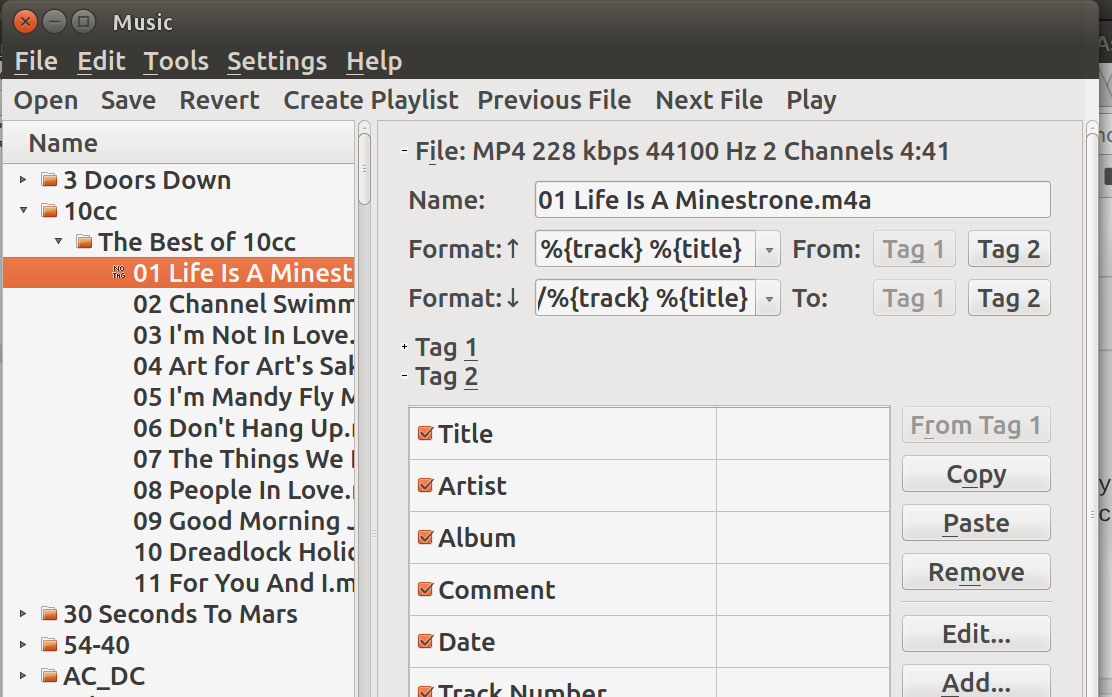 Music
File Edit Tools Settings Help
Open Save Revert Create Playlist Previous File Next File Play
Name
3 Doors Down
10cc
The Best of 10cc
NO TAG 01 Life Is A Minest
02 Channel Swimm
03 I'm Not In Love.
04 Art for Art's Sak
05 I'm Mandy Fly M
06 Don't Hang Up.
07 The Things We
08 People In Love.
09 Good Morning J
10 Dreadlock Holid
11 For You And I.m
30 Seconds To Mars
54-40
AC_DC
File: MP4 228 kbps 44100 Hz 2 Channels 4:41
Name: 01 Life Is A Minestrone.m4a
Format:↑ %{track} %{title} From: Tag 1 Tag 2
Format:↓ /%{track} %{title} To: Tag 1 Tag 2
Tag 1
Tag 2
Title
Artist
Album
Comment
Date
Track Number
From Tag 1
Copy
Paste
Remove
Edit...
Add...